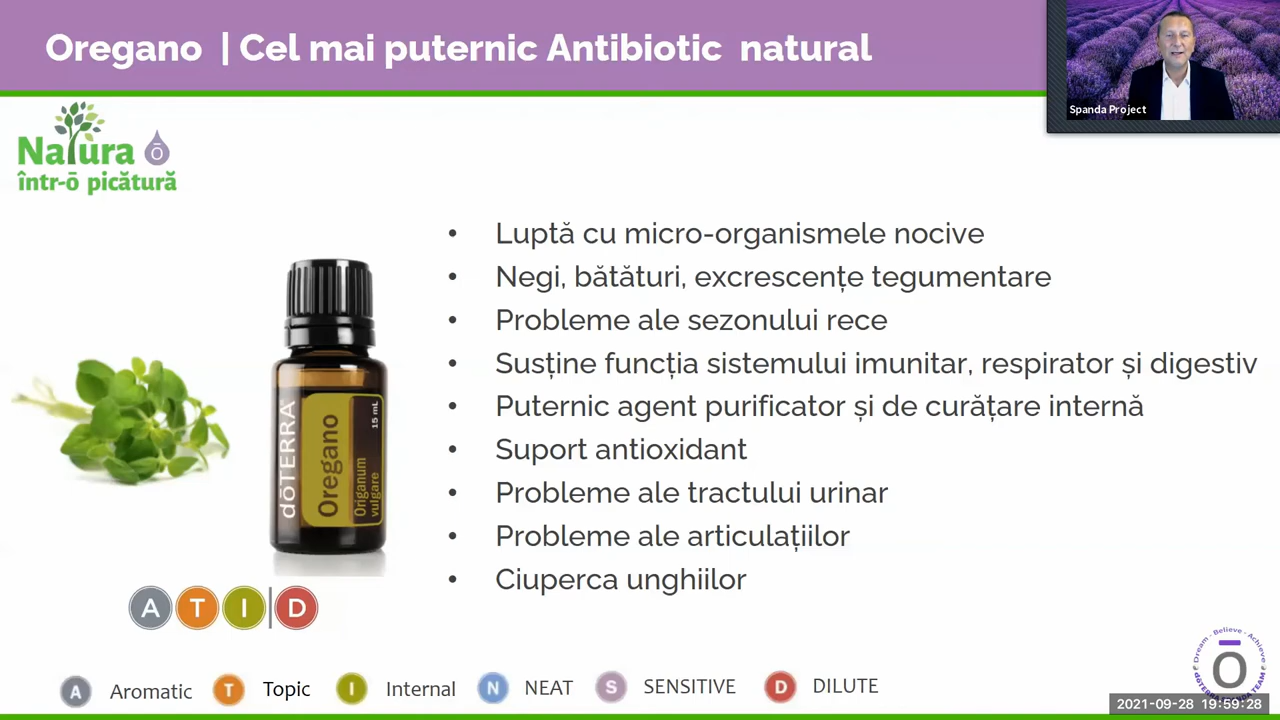 Oregano | Cel mai puternic Antibiotic natural
Spanda Project
Natura
într-ō picătură
Luptă cu micro-organismele nocive
Negi, bătături, excrescențe tegumentare
Probleme ale sezonului rece
Susține funcția sistemului imunitar, respirator și digestiv
Puternic agent purificator și de curățare internă
Suport antioxidant
Probleme ale tractului urinar
Probleme ale articulațiilor
Ciuperca unghiilor
dōTERRA
Oregano
Origanum
vulgare
15 mL
A T I D
A Aromatic T Topic I Internal N NEAT S SENSITIVE D DILUTE
Dream - Believe - Achieve
2021-09-28 19:59:28